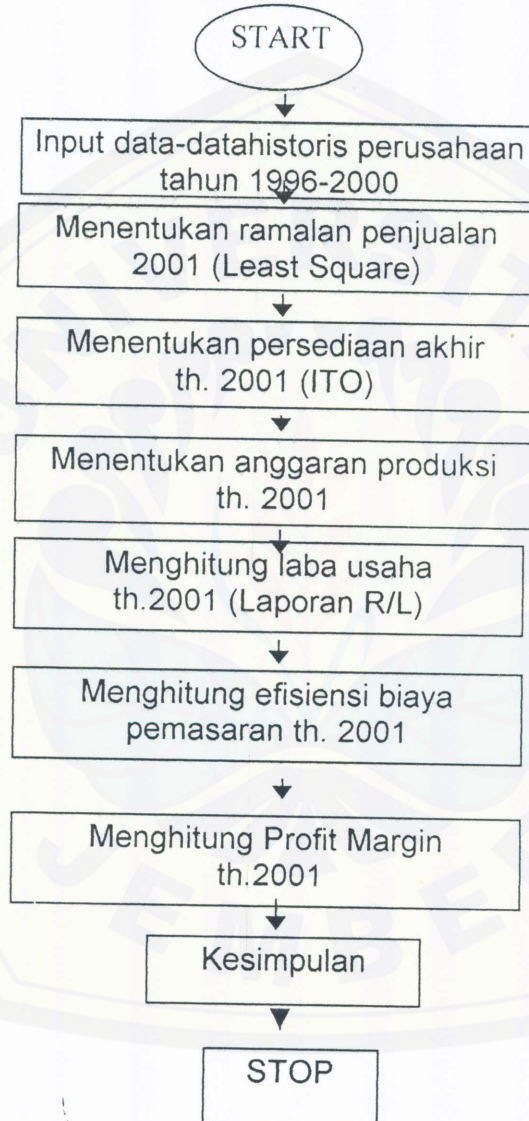 START
Input data-datahistoris perusahaan
tahun 1996-2000
Menentukan ramalan penjualan
2001 (Least Square)
Menentukan persediaan akhir
th. 2001 (ITO)
Menentukan anggaran produksi
th. 2001
Menghitung laba usaha
th.2001 (Laporan R/L)
Menghitung efisiensi biaya
pemasaran th. 2001
Menghitung Profit Margin
th.2001
Kesimpulan
STOP